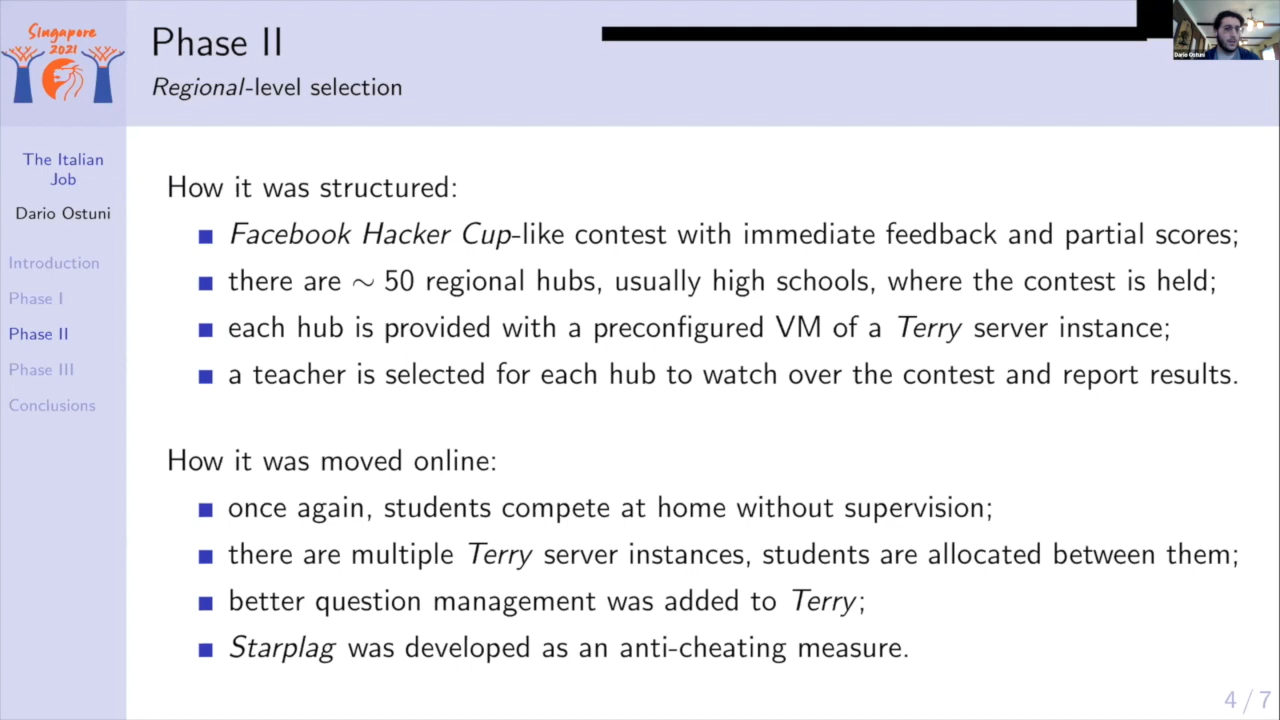 Singapore
2021
Phase II
Regional-level selection
Dario Ostuni
The Italian
Job
Dario Ostuni
Introduction
Phase I
Phase II
Phase III
Conclusions
How it was structured:
Facebook Hacker Cup-like contest with immediate feedback and partial scores;
there are ∼ 50 regional hubs, usually high schools, where the contest is held;
each hub is provided with a preconfigured VM of a Terry server instance;
a teacher is selected for each hub to watch over the contest and report results.
How it was moved online:
once again, students compete at home without supervision;
there are multiple Terry server instances, students are allocated between them;
better question management was added to Terry;
Starplag was developed as an anti-cheating measure.
4 / 7